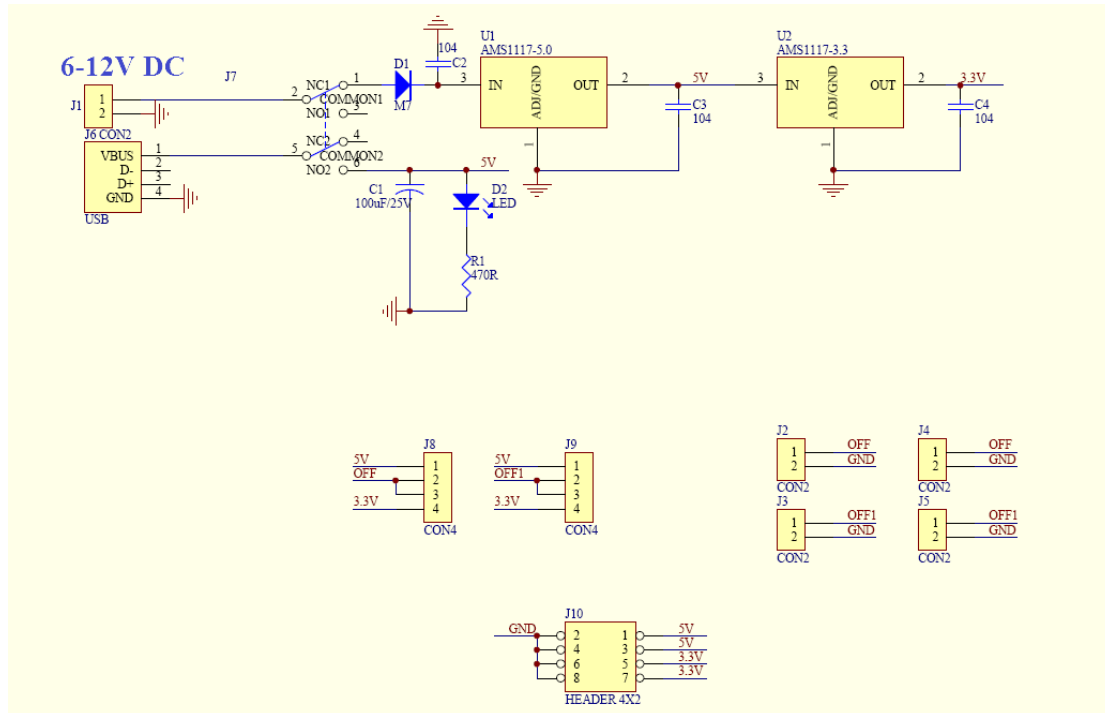 6-12V DC
J7
J1
1
2
J6 CON2
VBUS 1
D- 2
D+ 3
GND 4
USB
2
NC1 1
COMMON1
NO1 3
NC2 4
5
COMMON2
NO2 6
D1
M7
104
C2
U1
AMS1117-5.0
3 IN
OUT 2
ADJ/GND
1
5V
C3
104
U2
AMS1117-3.3
3 IN
OUT 2
ADJ/GND
1
3.3V
C4
104
5V
C1
100uF/25V
D2
LED
R1
470R
J8
5V 1
OFF 2
3
3.3V 4
CON4
J9
5V 1
OFF1 2
3
3.3V 4
CON4
J2
1 OFF
2 GND
CON2
J3
1 OFF1
2 GND
CON2
J4
1 OFF
2 GND
CON2
J5
1 OFF1
2 GND
CON2
J10
GND 2 1 5V
4 3 5V
6 5 3.3V
8 7 3.3V
HEADER 4X2